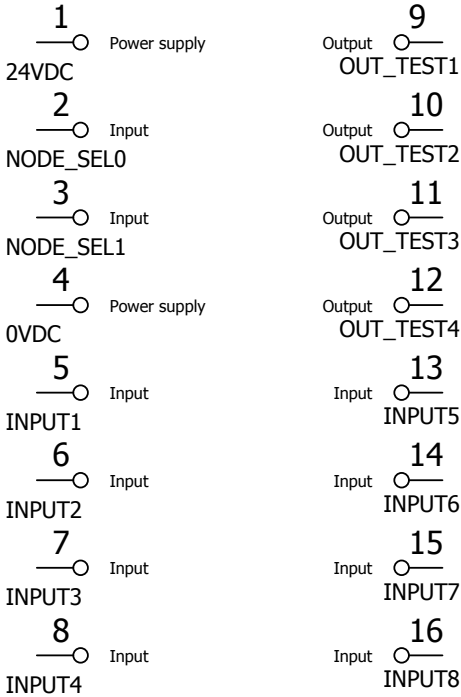 1 9
Power supply Output
24VDC OUT_TEST1
2 10
Input Output
NODE_SEL0 OUT_TEST2
3 11
Input Output
NODE_SEL1 OUT_TEST3
4 12
Power supply Output
0VDC OUT_TEST4
5 13
Input Input
INPUT1 INPUT5
6 14
Input Input
INPUT2 INPUT6
7 15
Input Input
INPUT3 INPUT7
8 16
Input Input
INPUT4 INPUT8